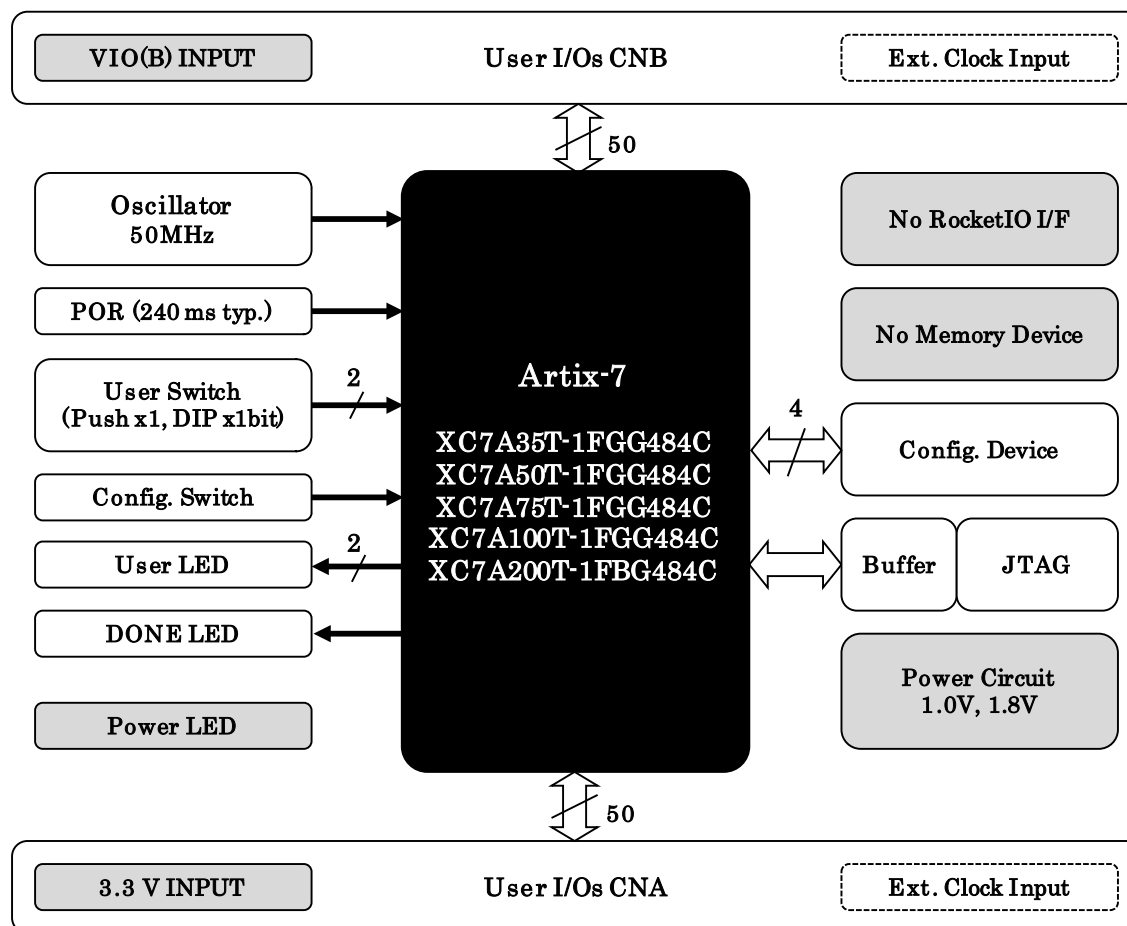 VIO(B) INPUT
User I/Os CNB
Ext. Clock Input
50
Oscillator
50MHz
POR (240 ms typ.)
User Switch
(Push x1, DIP x1bit)
2
Config. Switch
User LED
2
DONE LED
Power LED
Artix-7
XC7A35T-1FGG484C
XC7A50T-1FGG484C
XC7A75T-1FGG484C
XC7A100T-1FGG484C
XC7A200T-1FBG484C
No RocketIO I/F
No Memory Device
4
Config. Device
Buffer
JTAG
Power Circuit
1.0V, 1.8V
50
3.3 V INPUT
User I/Os CNA
Ext. Clock Input